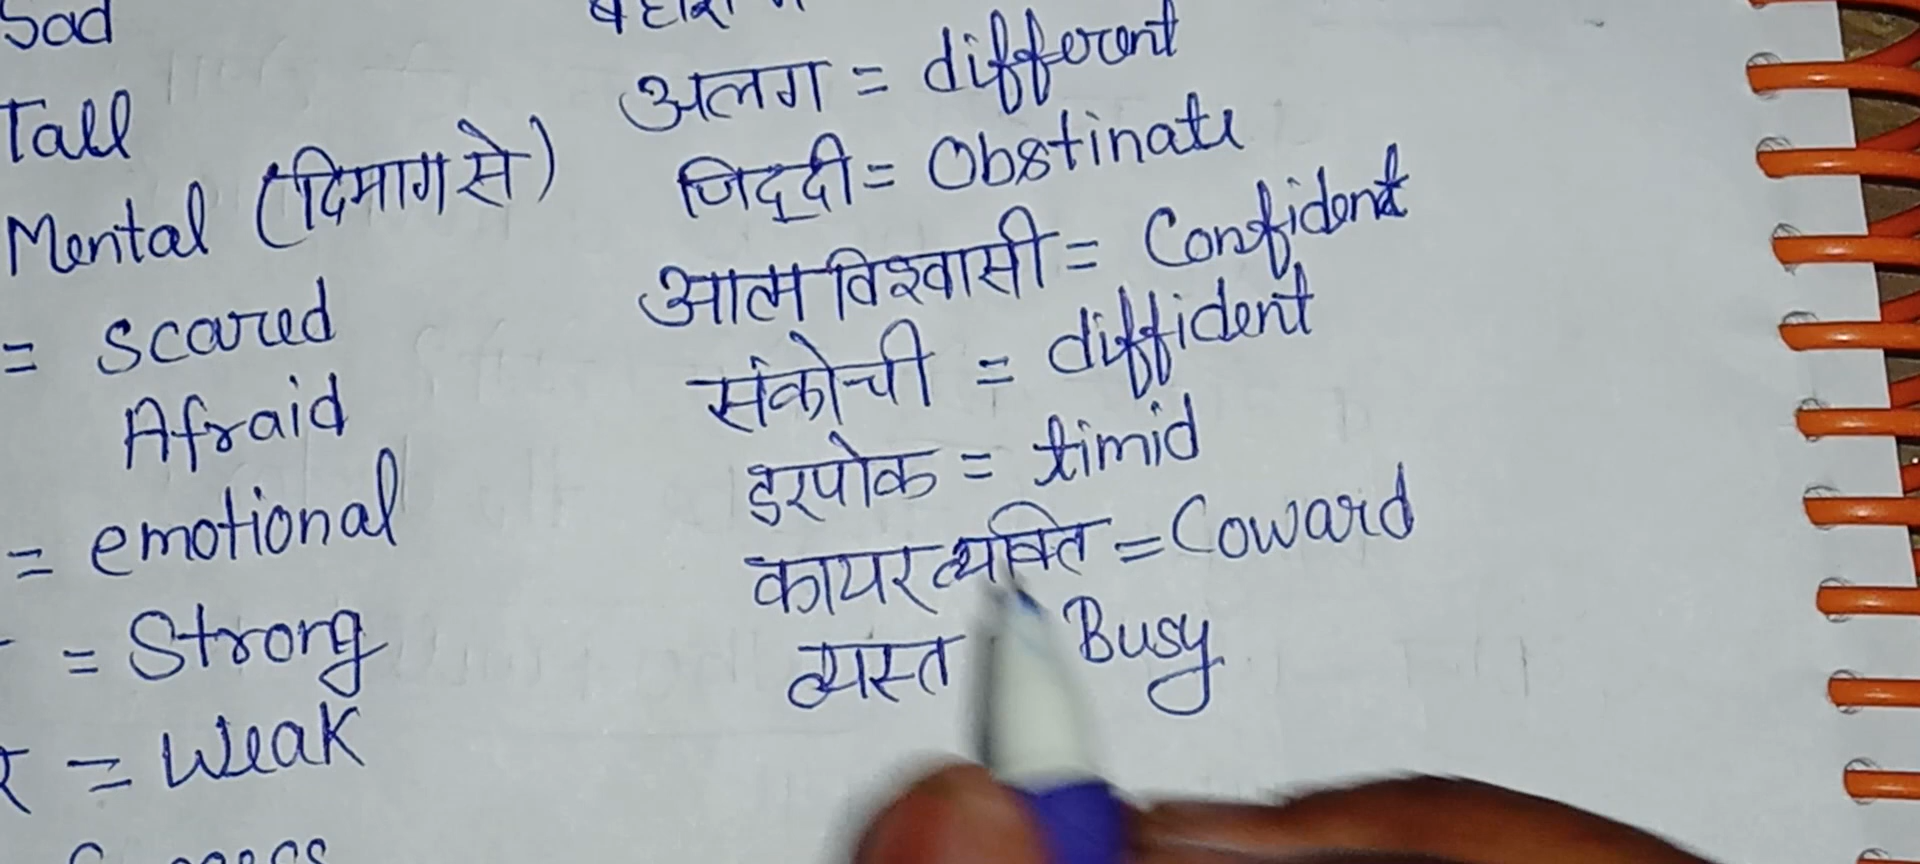 Sad
Tall
Mental (दिमाग से)
= scared
Afraid
= emotional
= Strong
= Weak
अलग = different
जिद्दी = Obstinate
आत्मविश्वासी = Confident
संकोची = diffident
डरपोक = timid
कायर व्यक्ति = Coward
व्यस्त Busy